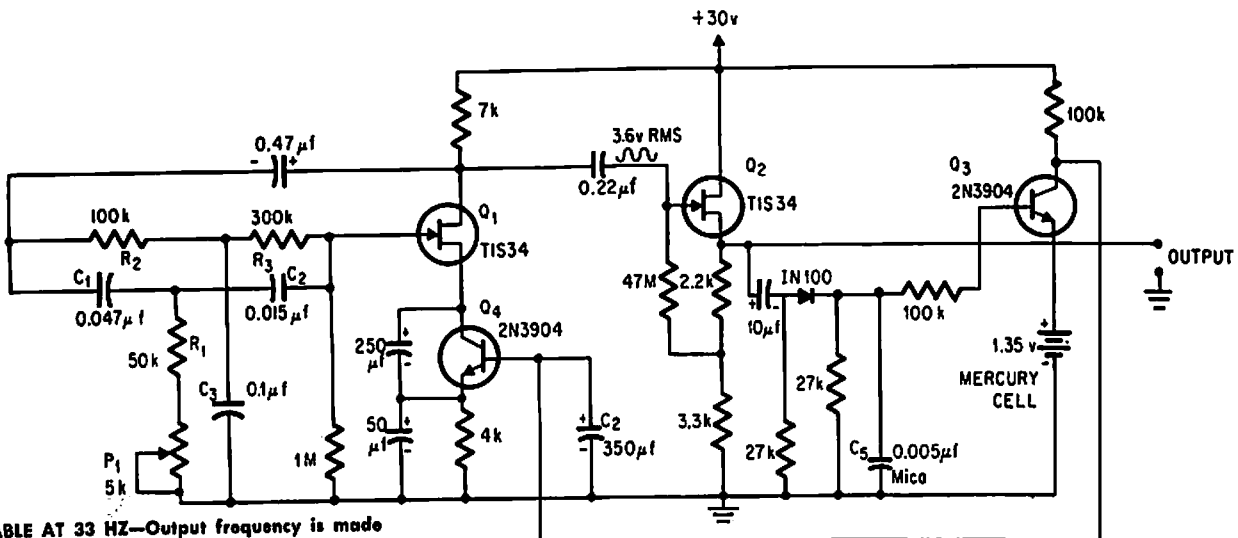 +30v
7k
100k
0.47µf
- +
3.6v RMS
0.22µf
Q2
TIS34
Q3
2N3904
100k
R2
300k
R3
Q1
TIS34
C1
0.047µf
C2
0.015µf
47M
2.2k
+ -
10µf
IN100
100k
OUTPUT
R1
50k
C3
0.1µf
Q4
2N3904
250
µf
+
-
50
µf
+
-
4k
+
-
C2
350µf
1M
P1
5k
3.3k
27k
27k
C5
0.005µf
Mica
+
1.35 v
-
MERCURY
CELL
ABLE AT 33 HZ—Output frequency is made